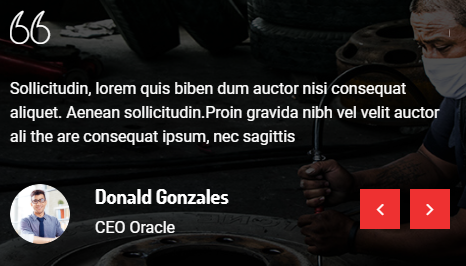 Sollicitudin, lorem quis biben dum auctor nisi consequat
aliquet. Aenean sollicitudin.Proin gravida nibh vel velit auctor
ali the are consequat ipsum, nec sagittis
Donald Gonzales
CEO Oracle